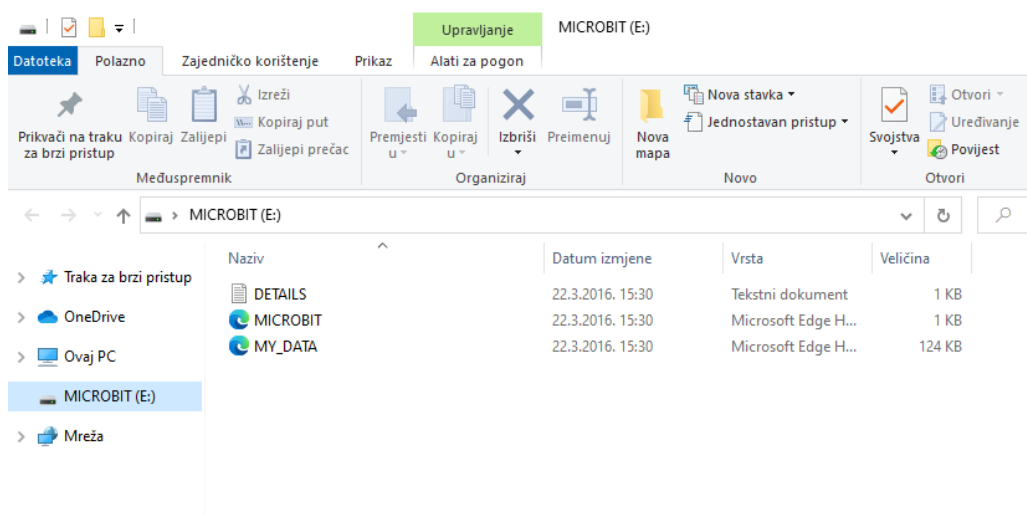 Upravljanje
MICROBIT (E:)
Datoteka
Polazno
Zajedničko korištenje
Prikaz
Alati za pogon
Prikvači na traku za brzi pristup
Kopiraj
Zalijepi
Izreži
Kopiraj put
Zalijepi prečac
Međuspremnik
Premjesti u
Kopiraj u
Izbriši
Preimenuj
Organiziraj
Nova mapa
Nova stavka
Jednostavan pristup
Novo
Svojstva
Otvori
Uređivanje
Povijest
Otvori
MICROBIT (E:)
Naziv
Datum izmjene
Vrsta
Veličina
Traka za brzi pristup
OneDrive
Ovaj PC
MICROBIT (E:)
Mreža
DETAILS 22.3.2016. 15:30 Tekstni dokument 1 KB
MICROBIT 22.3.2016. 15:30 Microsoft Edge H... 1 KB
MY_DATA 22.3.2016. 15:30 Microsoft Edge H... 124 KB